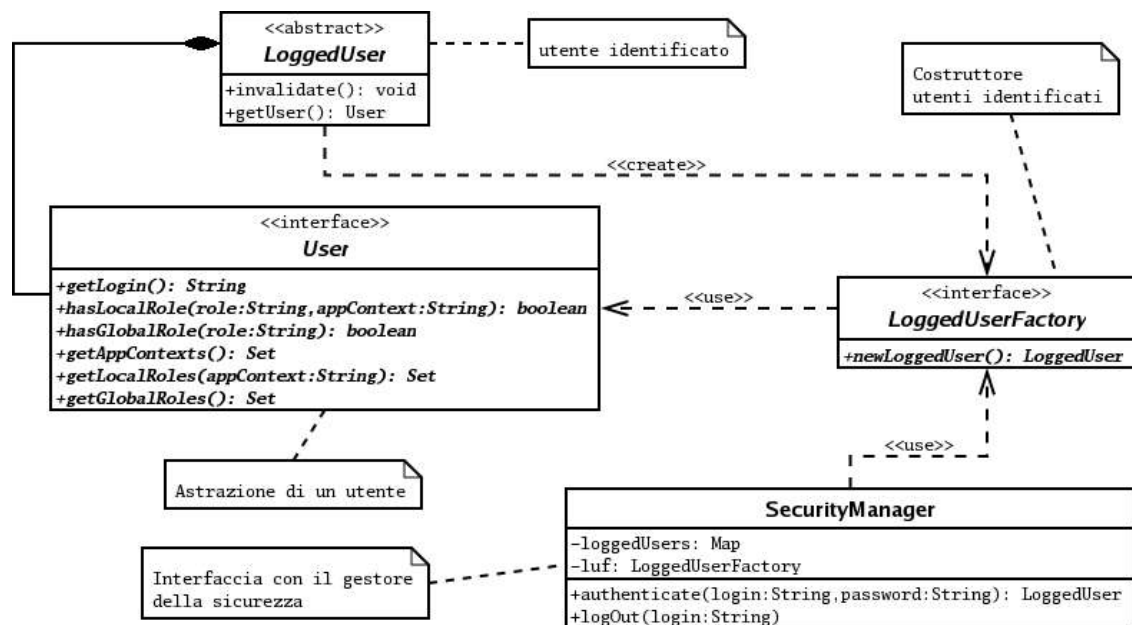 <<abstract>>
LoggedUser
+invalidate(): void
+getUser(): User
utente identificato
Costruttore
utenti identificati
<<create>>
<<interface>>
User
+getLogin(): String
+hasLocalRole(role:String,appContext:String): boolean
+hasGlobalRole(role:String): boolean
+getAppContexts(): Set
+getLocalRoles(appContext:String): Set
+getGlobalRoles(): Set
<<use>>
<<interface>>
LoggedUserFactory
+newLoggedUser(): LoggedUser
<<use>>
Astrazione di un utente
SecurityManager
-loggedUsers: Map
-luf: LoggedUserFactory
+authenticate(login:String,password:String): LoggedUser
+logOut(login:String)
Interfaccia con il gestore
della sicurezza